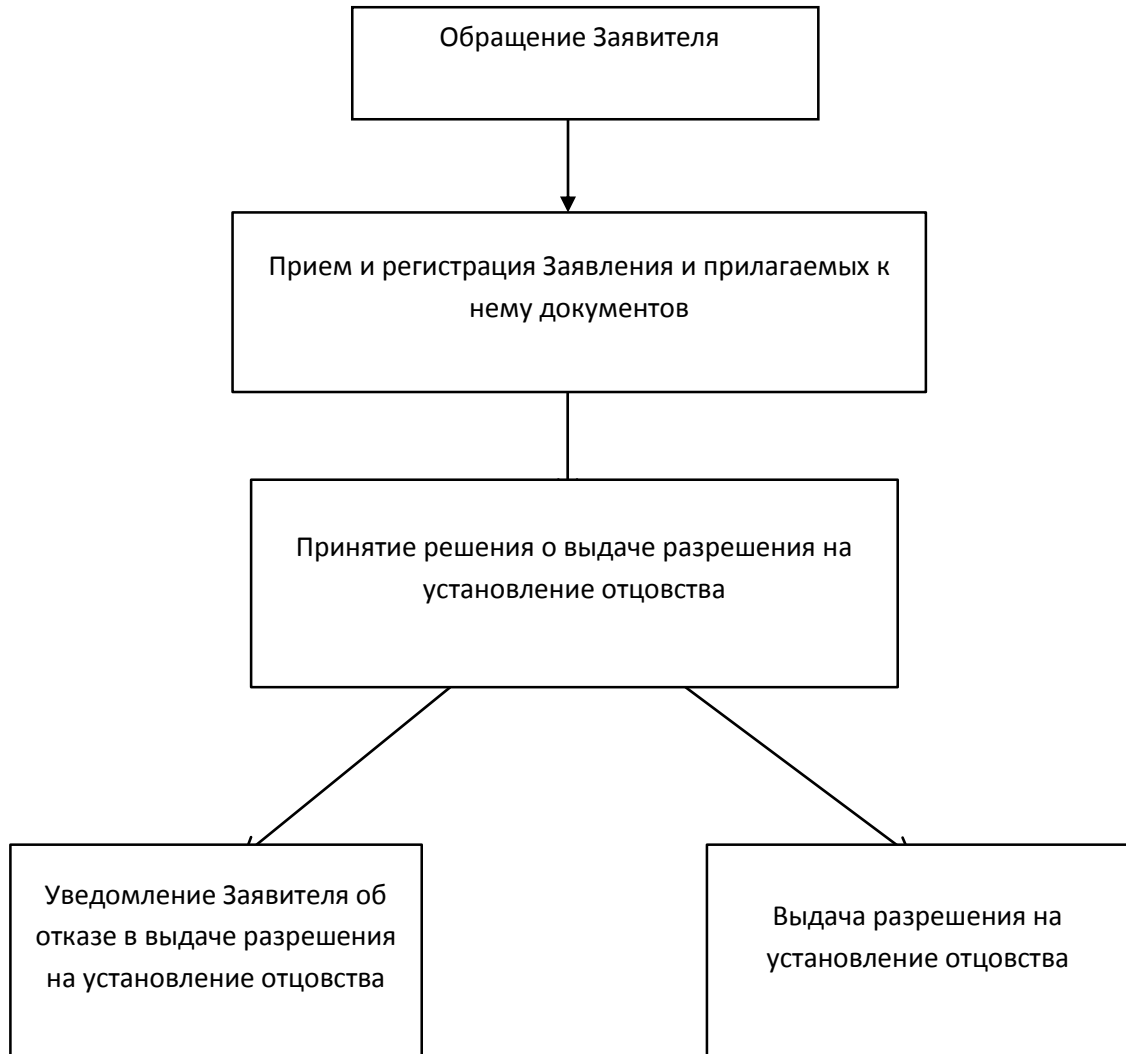 Обращение Заявителя
Прием и регистрация Заявления и прилагаемых к
нему документов
Принятие решения о выдаче разрешения на
установление отцовства
Уведомление Заявителя об
отказе в выдаче разрешения
на установление отцовства
Выдача разрешения на
установление отцовства